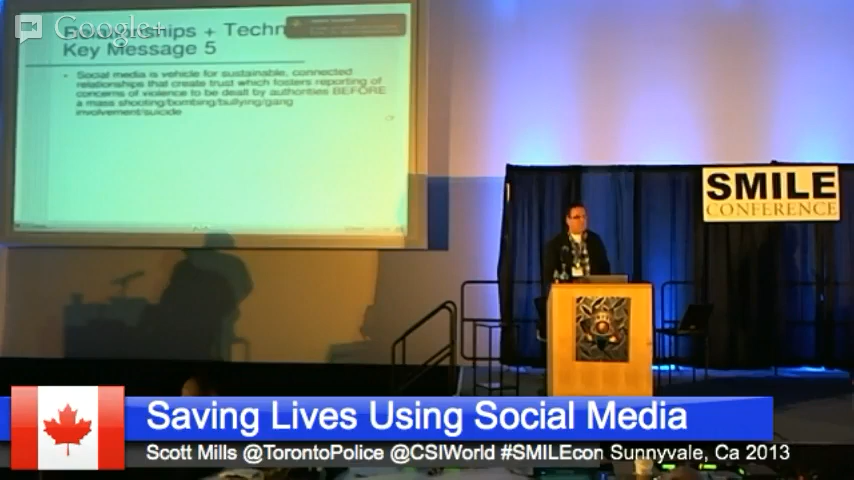 Google+
Relationships + Techn
Key Message 5
• Social media is vehicle for sustainable, connected
relationships that create trust which fosters reporting of
concerns of violence to be dealt by authorities BEFORE
a mass shooting/bombing/bullying/gang
involvement/suicide
SMILE
CONFERENCE
Saving Lives Using Social Media
Scott Mills @TorontoPolice @CSIWorld #SMILEcon Sunnyvale, Ca 2013